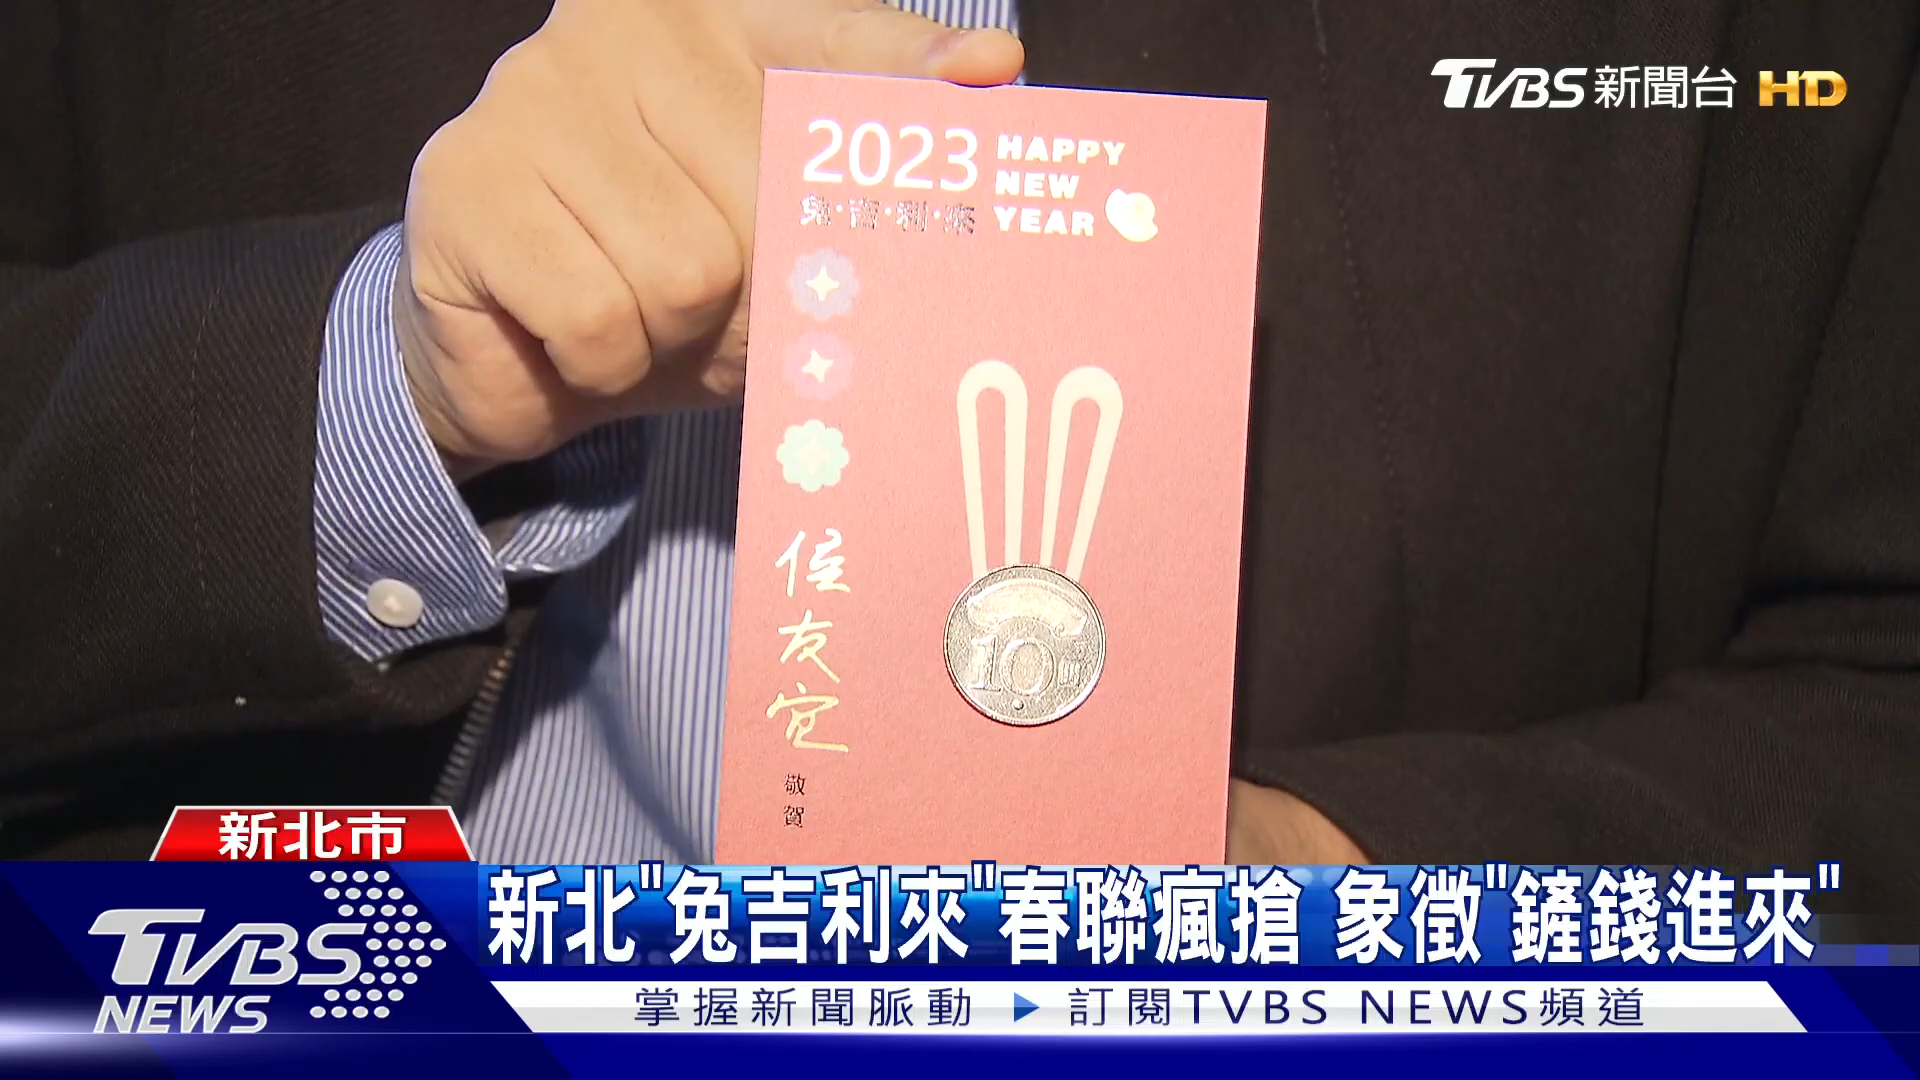 TVBS新聞台 HD
2023 HAPPY NEW YEAR
兔·吉·利·來
侯友宜
敬賀
10
新北市
新北"兔吉利來"春聯瘋搶 象徵"鏟錢進來"
TVBS NEWS
掌握新聞脈動 ▶ 訂閱TVBS NEWS頻道